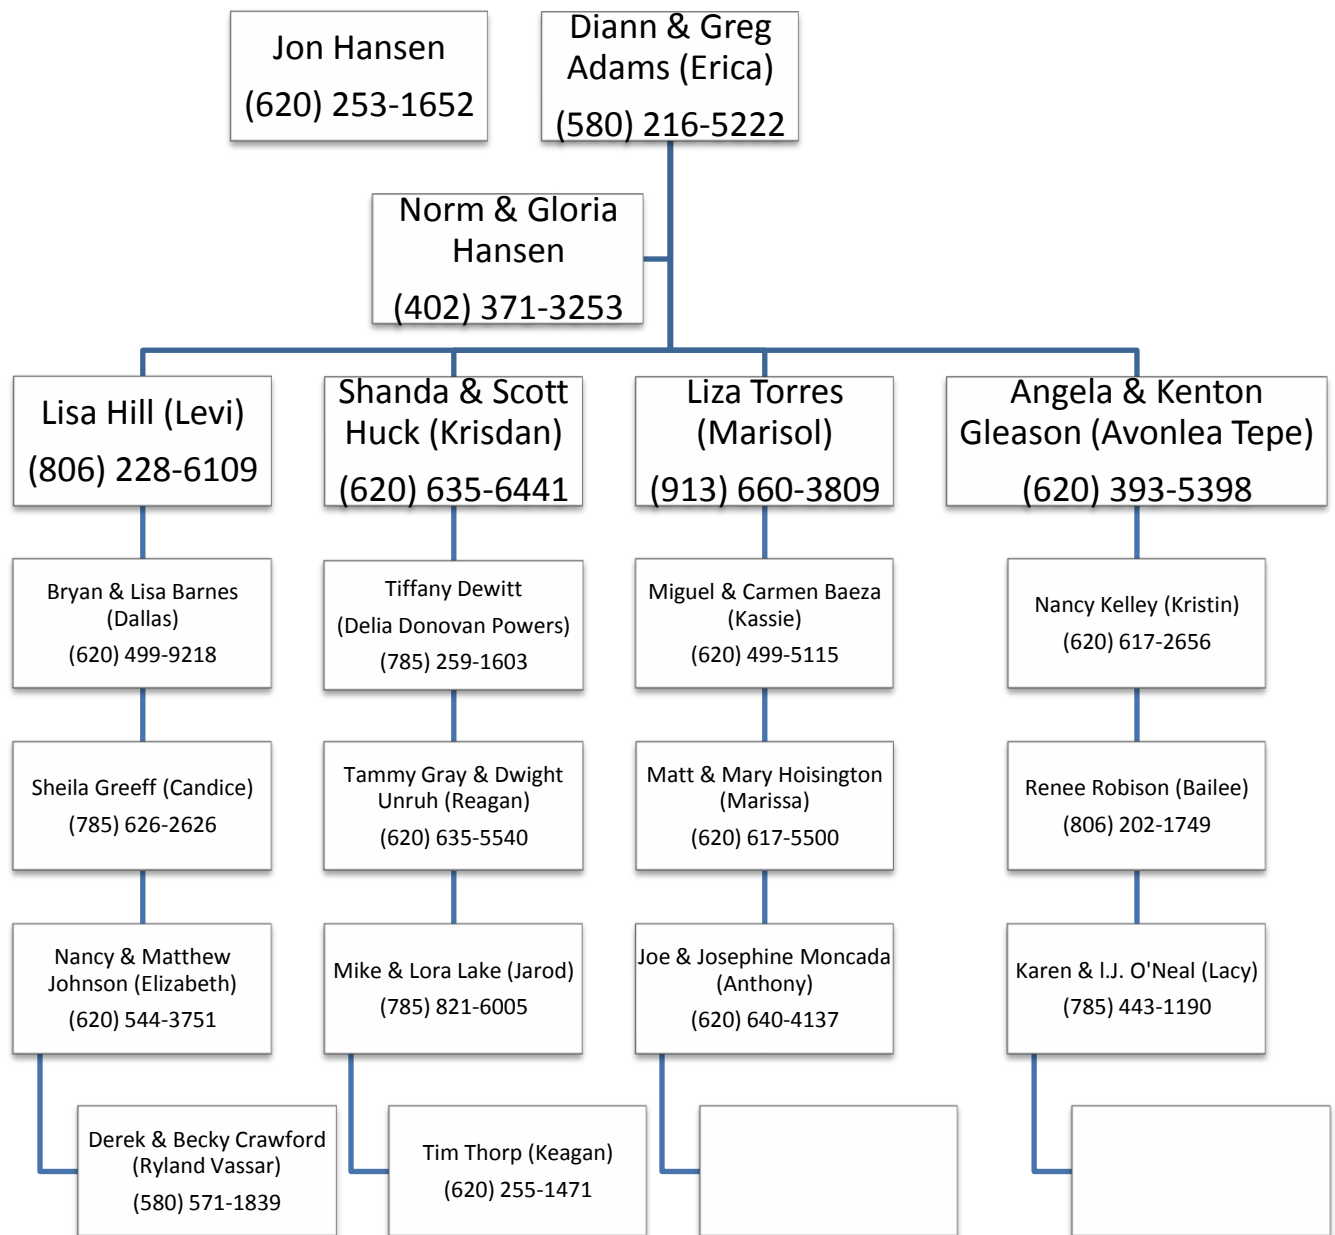 Jon Hansen
(620) 253-1652
Diann & Greg
Adams (Erica)
(580) 216-5222
Norm & Gloria
Hansen
(402) 371-3253
Lisa Hill (Levi)
(806) 228-6109
Shanda & Scott
Huck (Krisdan)
(620) 635-6441
Liza Torres
(Marisol)
(913) 660-3809
Angela & Kenton
Gleason (Avonlea Tepe)
(620) 393-5398
Bryan & Lisa Barnes
(Dallas)
(620) 499-9218
Tiffany Dewitt
(Delia Donovan Powers)
(785) 259-1603
Miguel & Carmen Baeza
(Kassie)
(620) 499-5115
Nancy Kelley (Kristin)
(620) 617-2656
Sheila Greeff (Candice)
(785) 626-2626
Tammy Gray & Dwight
Unruh (Reagan)
(620) 635-5540
Matt & Mary Hoisington
(Marissa)
(620) 617-5500
Renee Robison (Bailee)
(806) 202-1749
Nancy & Matthew
Johnson (Elizabeth)
(620) 544-3751
Mike & Lora Lake (Jarod)
(785) 821-6005
Joe & Josephine Moncada
(Anthony)
(620) 640-4137
Karen & l.J. O'Neal (Lacy)
(785) 443-1190
Derek & Becky Crawford
(Ryland Vassar)
(580) 571-1839
Tim Thorp (Keagan)
(620) 255-1471